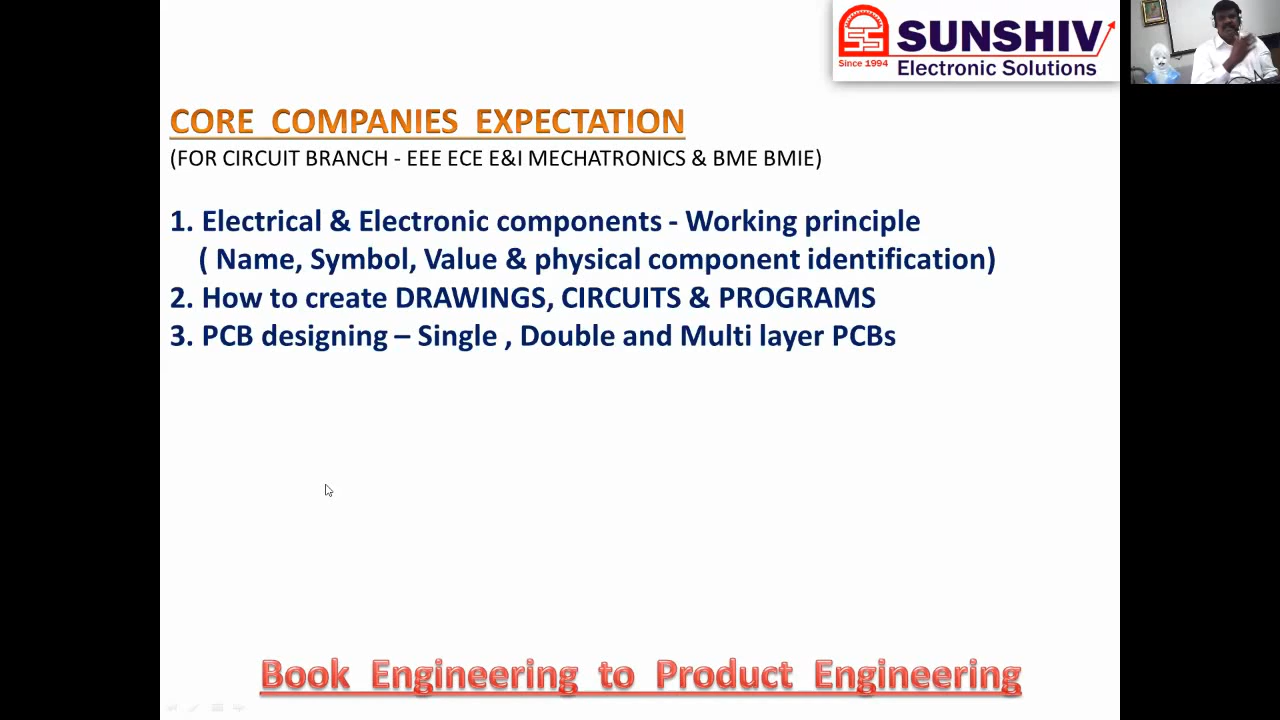 SUNSHIV
Since 1994
Electronic Solutions
CORE COMPANIES EXPECTATION
(FOR CIRCUIT BRANCH - EEE ECE E&I MECHATRONICS & BME BMIE)
1. Electrical & Electronic components - Working principle
( Name, Symbol, Value & physical component identification)
2. How to create DRAWINGS, CIRCUITS & PROGRAMS
3. PCB designing – Single , Double and Multi layer PCBs
Book Engineering to Product Engineering